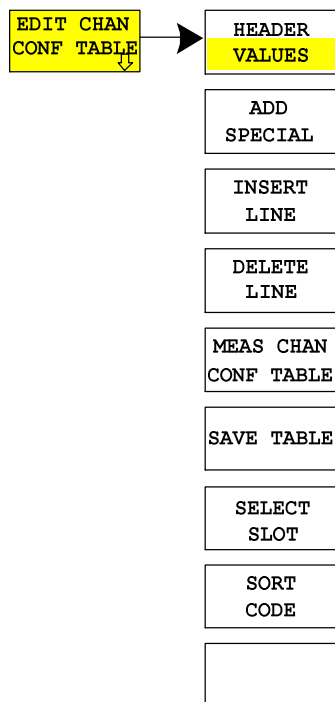 EDIT CHAN
CONF TABLE
HEADER
VALUES
ADD
SPECIAL
INSERT
LINE
DELETE
LINE
MEAS CHAN
CONF TABLE
SAVE TABLE
SELECT
SLOT
SORT
CODE